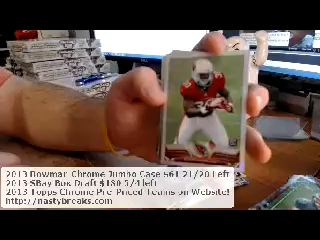 2013 Bowman Chrome Jumbo Case $61 21/20 Left
2013 SBay Box Draft $180 5/4 left
2013 Topps Chrome Pre-Priced Teams on Website!
http://nastybreaks.com